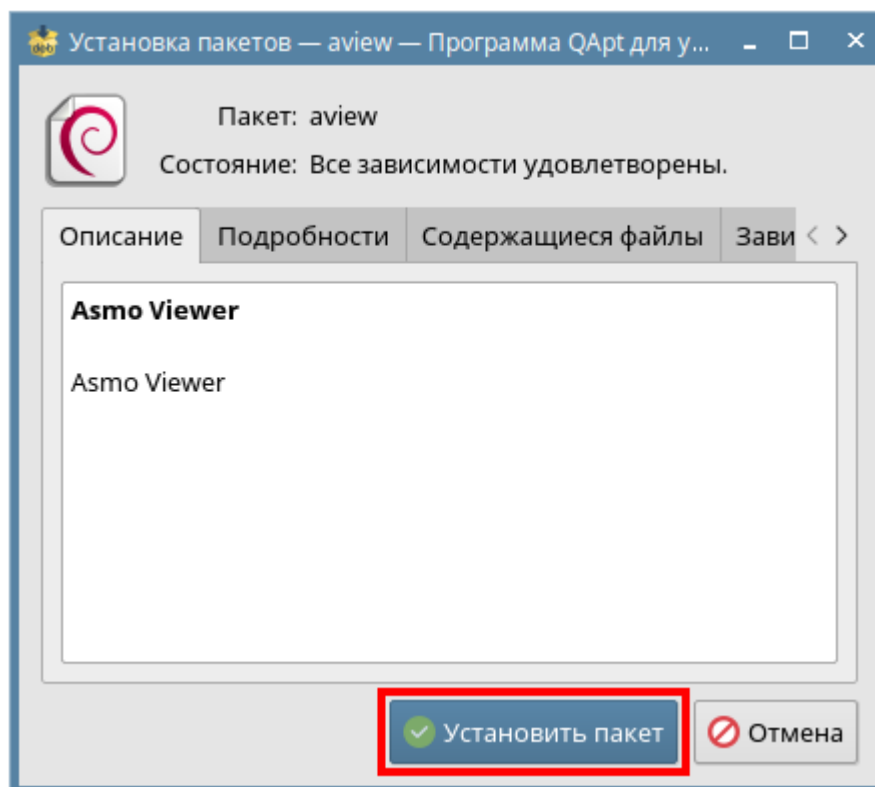 Установка пакетов — aview — Программа QApt для у...
Пакет: aview
Состояние: Все зависимости удовлетворены.
Описание Подробности Содержащиеся файлы Зави
Asmo Viewer
Asmo Viewer
Установить пакет Отмена